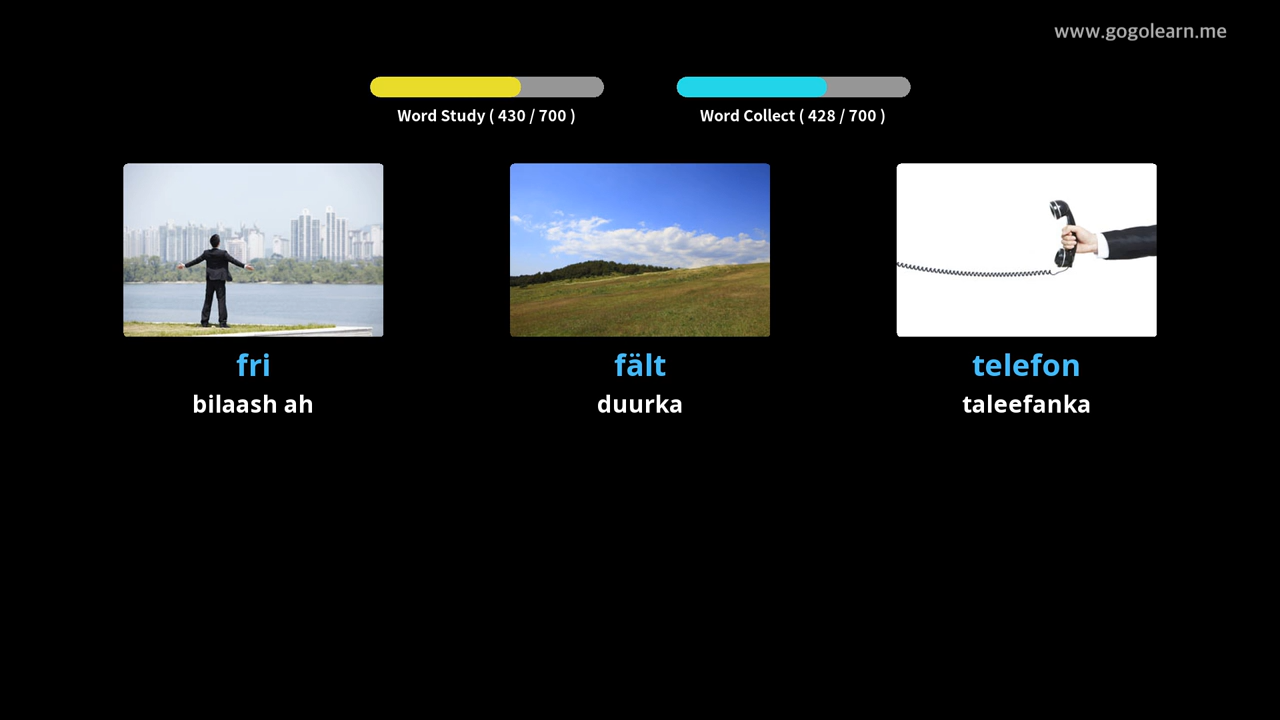 www.gogolearn.me
Word Study ( 430 / 700 )
Word Collect ( 428 / 700 )
fri
bilaash ah
fält
duurka
telefon
taleefanka